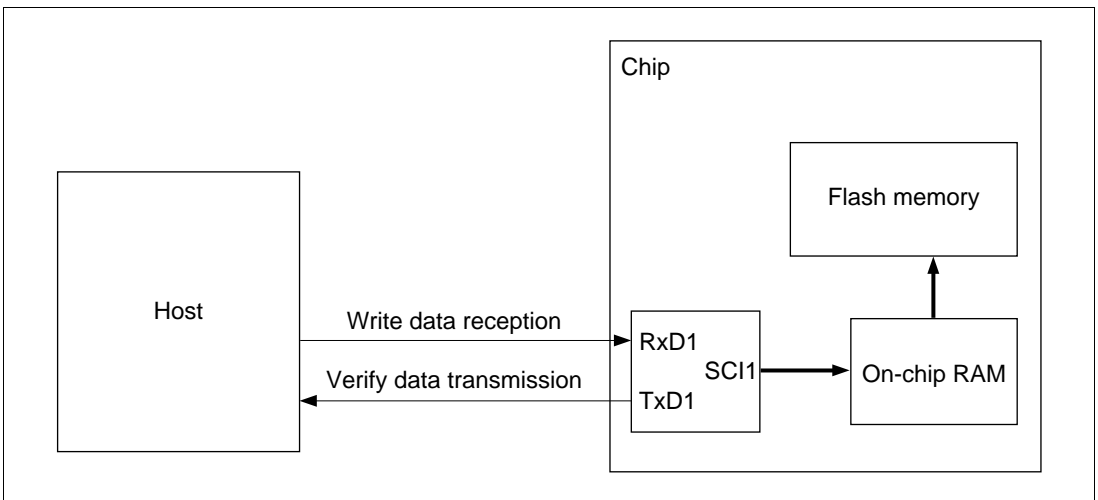 Chip
Flash memory
Host
Write data reception
RxD1
SCI1
On-chip RAM
Verify data transmission
TxD1